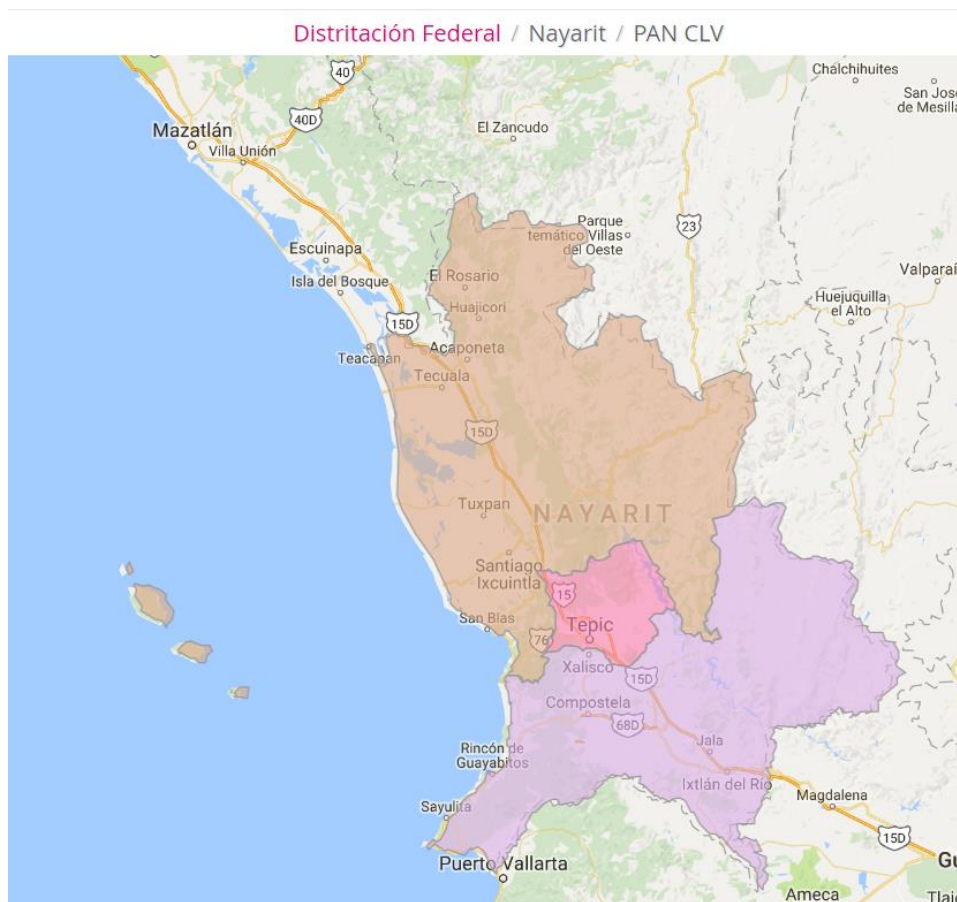 Distritación Federal / Nayarit / PAN CLV
40
Chalchihuites
San José
de Mesilla
40D
El Zancudo
Mazatlán
Villa Unión
Parque
temático Villas
del Oeste
23
Escuinapa
El Rosario
Valparaí
Isla del Bosque
Huajicori
Huejuquilla
el Alto
15D
Teacapan
Acaponeta
Tecuala
15D
Tuxpan
NAYARIT
Santiago
Ixcuintla
15
San Blas
Tepic
76
Xalisco
15D
Compostela
68D
Rincón de
Guayabitos
Jala
Ixtlán del Río
Magdalena
Sayulita
15D
Puerto Vallarta
Gu
Ameca
Tlaj